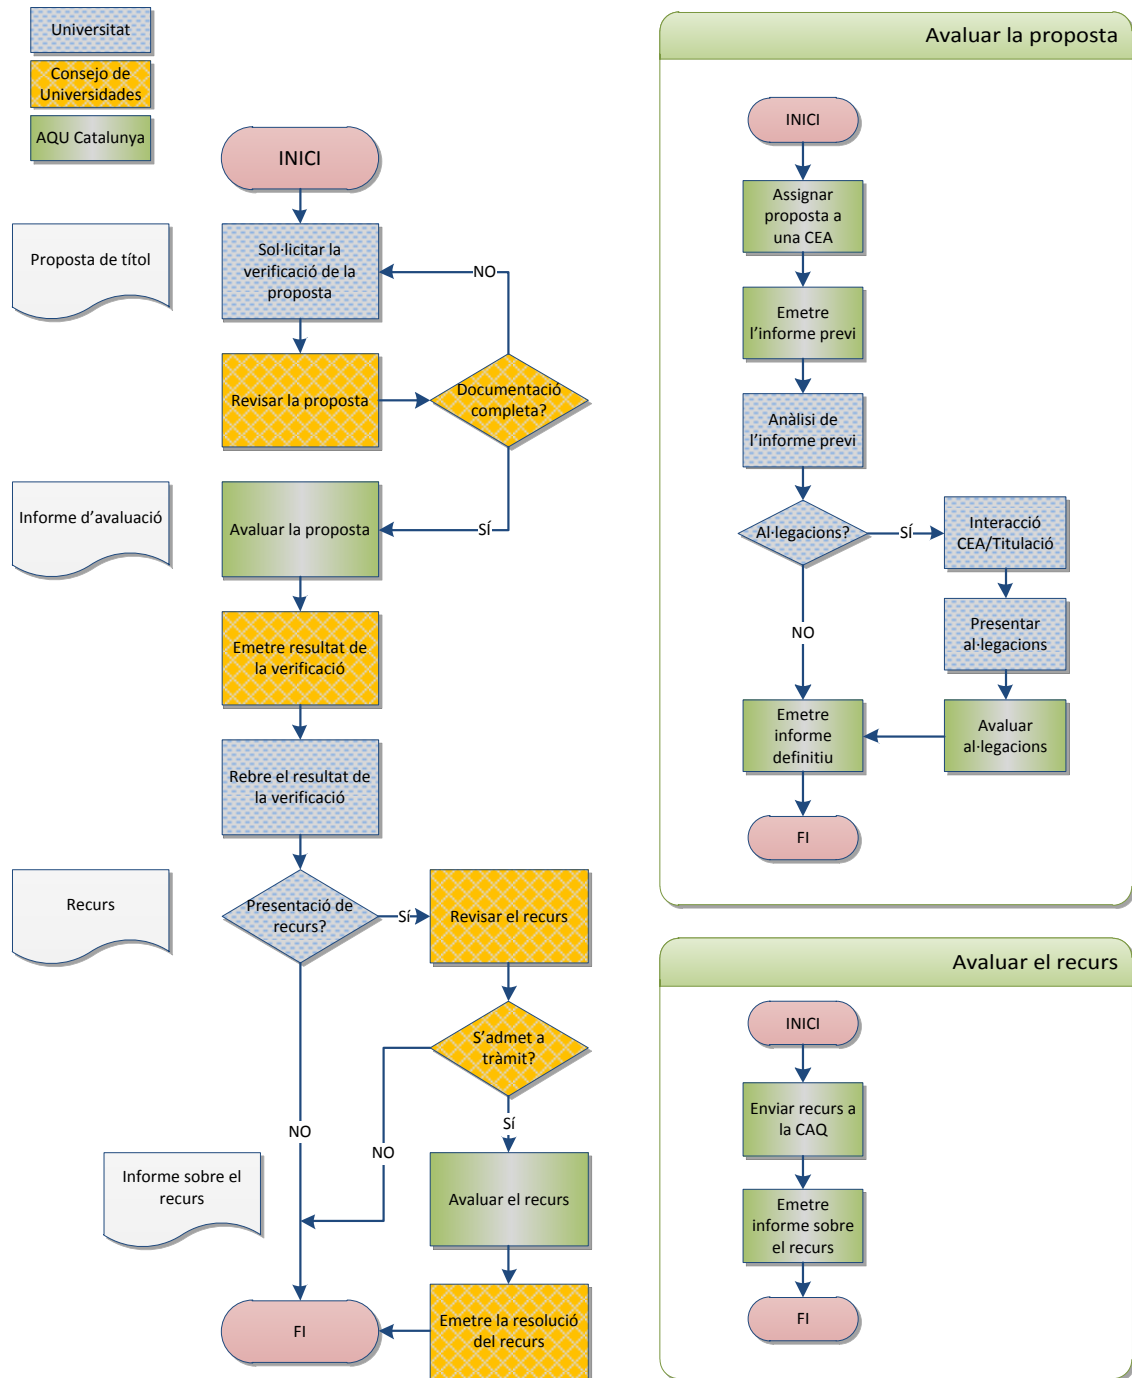 Universitat
Consejo de
Universidades
AQU Catalunya
INICI
Proposta de títol
Sol·licitar la
verificació de la
proposta
NO
Revisar la proposta
Documentació
completa?
Informe d’avaluació
Avaluar la proposta
SÍ
Emetre resultat de
la verificació
Rebre el resultat de
la verificació
Recurs
Presentació de
recurs?
Sí
Revisar el recurs
S’admet a
tràmit?
Sí
NO
NO
Informe sobre el
recurs
Avaluar el recurs
FI
Emetre la resolució
del recurs
Avaluar la proposta
INICI
Assignar
proposta a
una CEA
Emetre
l’informe previ
Anàlisi de
l’informe previ
Al·legacions?
SÍ
Interacció
CEA/Titulació
NO
Presentar
al·legacions
Emetre
informe
definitiu
Avaluar
al·legacions
FI
Avaluar el recurs
INICI
Enviar recurs a
la CAQ
Emetre
informe sobre
el recurs
FI